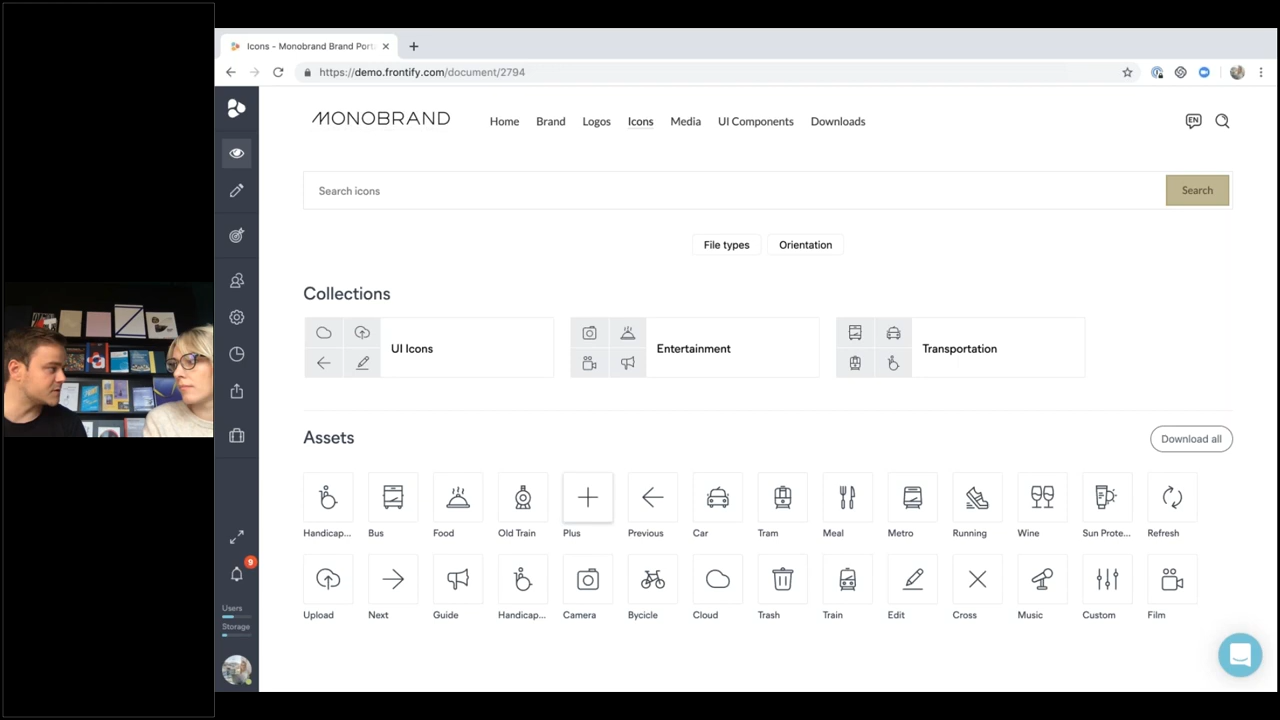 Icons - Monobrand Brand Port
https://demo.frontify.com/document/2794
MONOBRAND
Home Brand Logos Icons Media UI Components Downloads
EN
Search icons
Search
File types Orientation
Collections
UI Icons
Entertainment
Transportation
Assets
Download all
Handicap... Bus Food Old Train Plus Previous Car Tram Meal Metro Running Wine Sun Prote... Refresh
Upload Next Guide Handicap... Camera Bycicle Cloud Trash Train Edit Cross Music Custom Film
9
Users
Storage